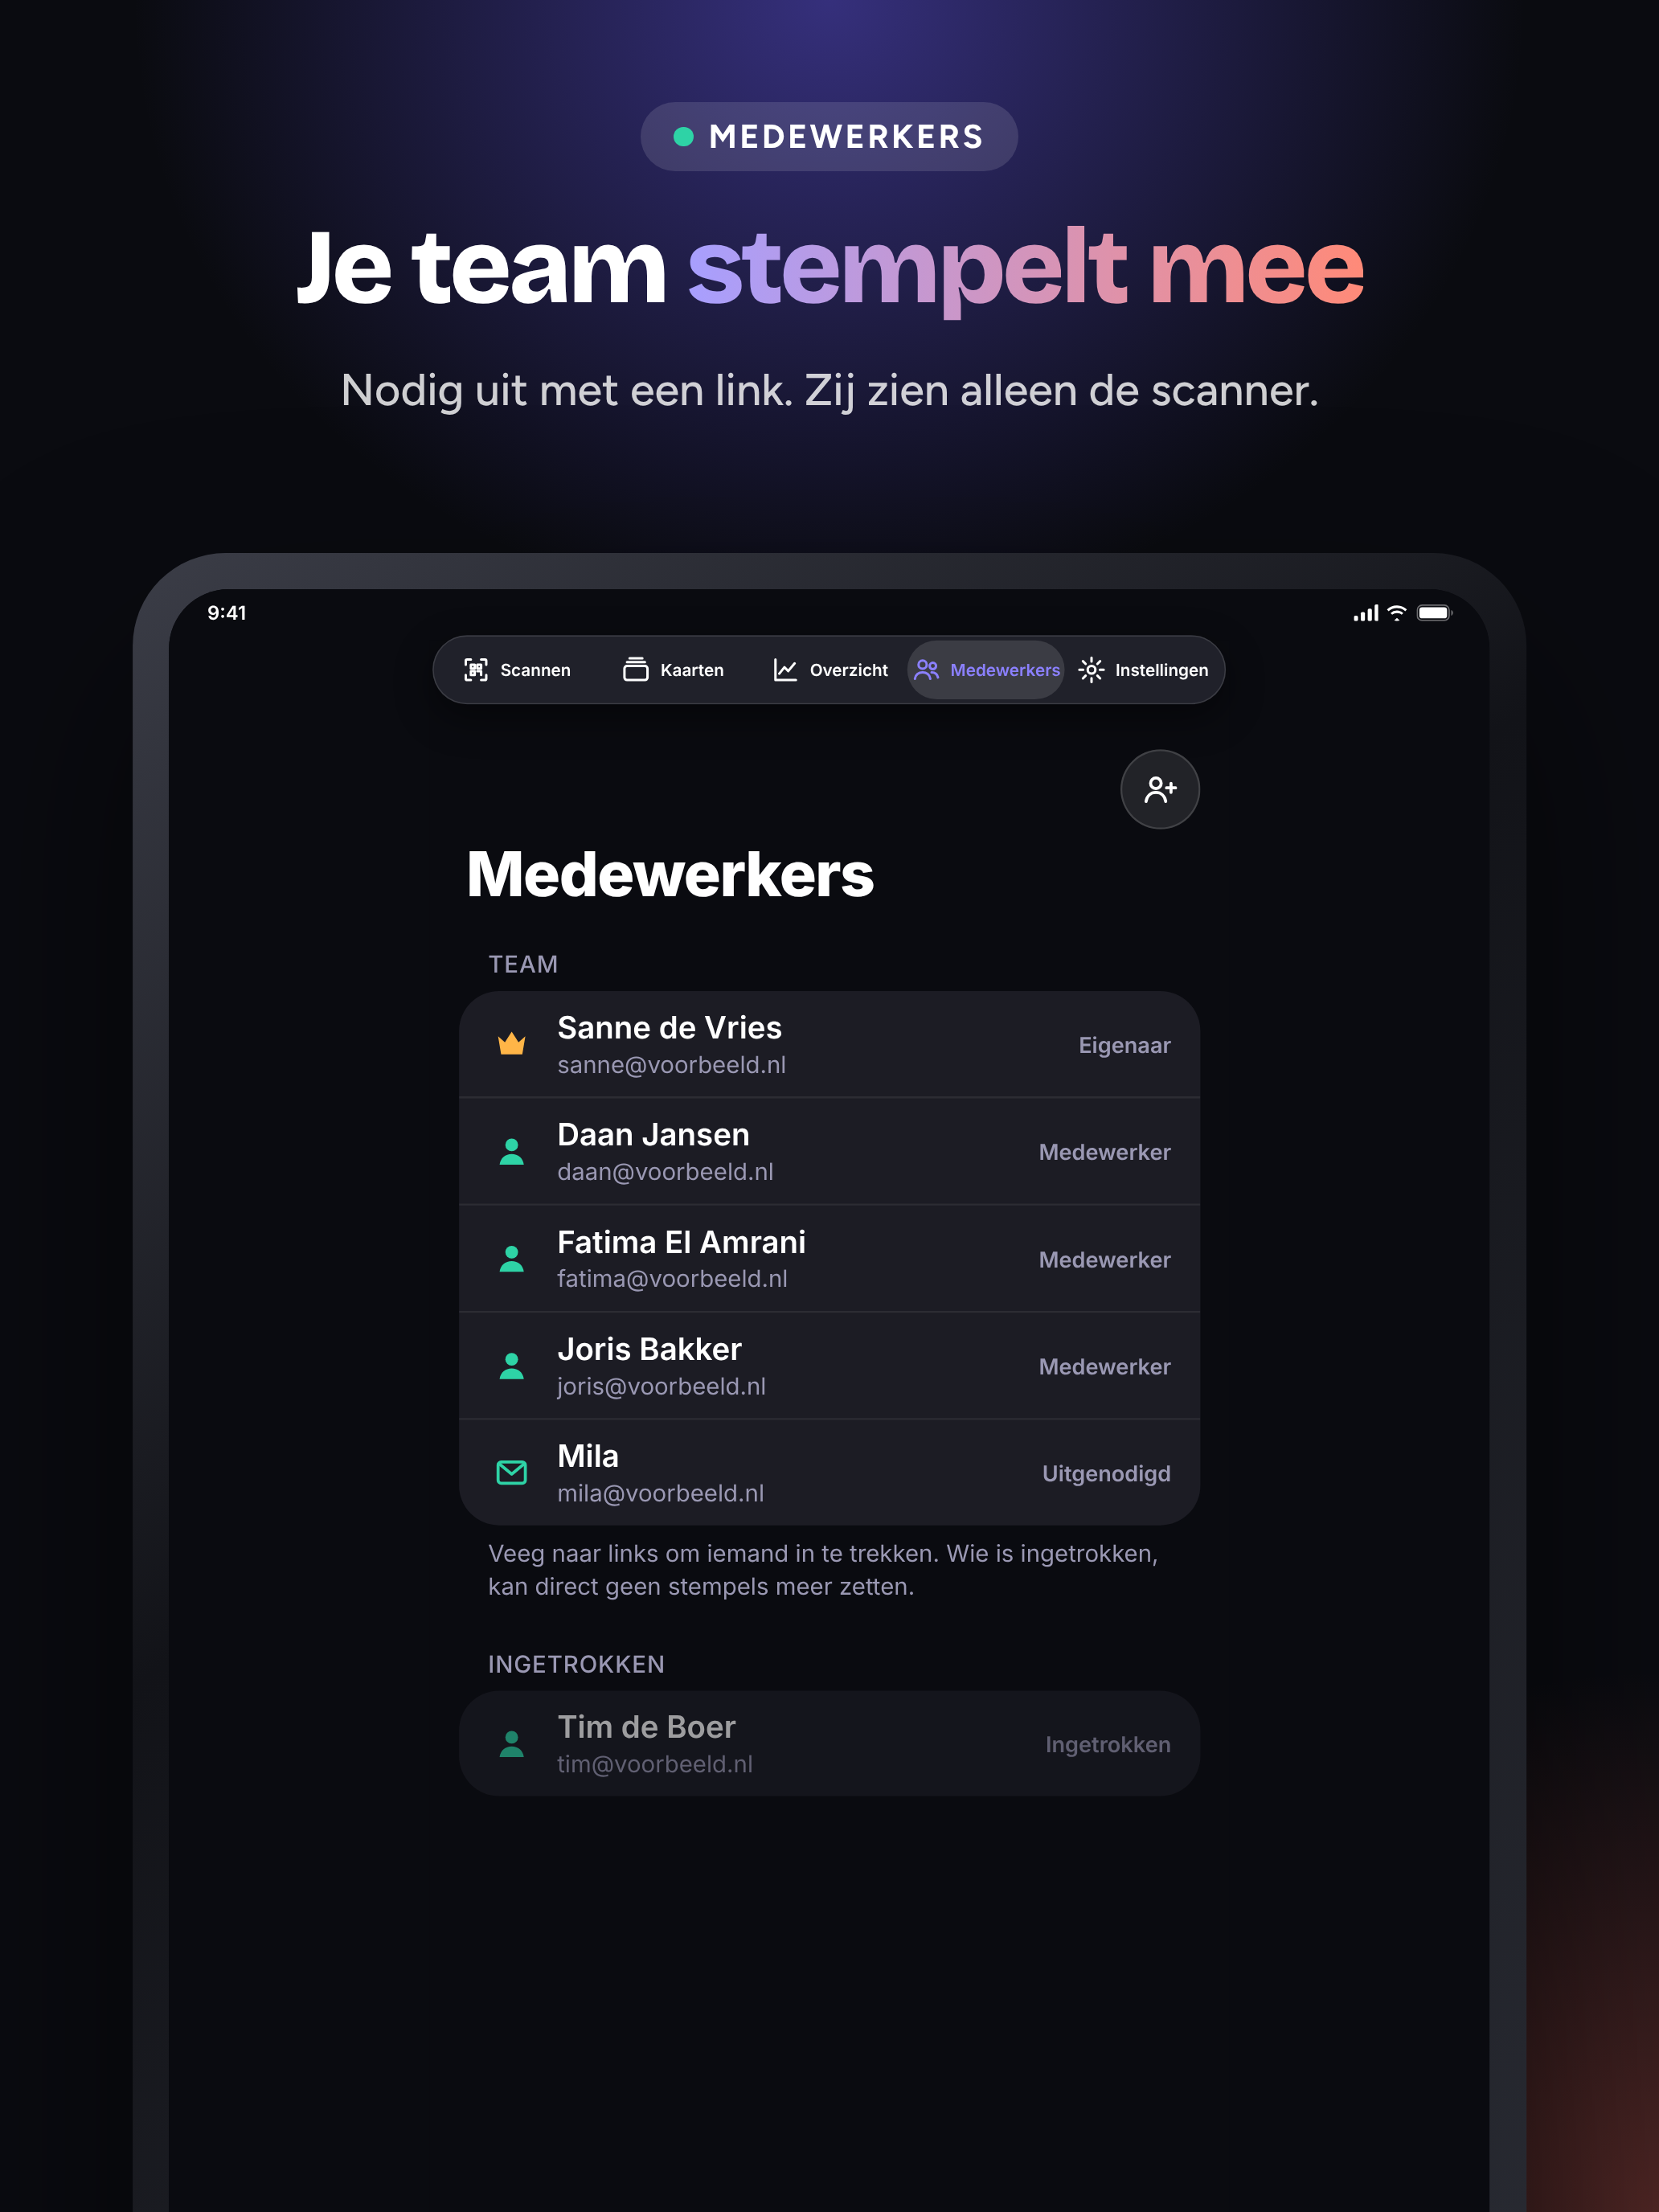 MEDEWERKERS
Je team stempelt mee
Nodig uit met een link. Zij zien alleen de scanner.
9:41
Scannen Kaarten Overzicht Medewerkers Instellingen
Medewerkers
TEAM
Sanne de Vries
sanne@voorbeeld.nl
Eigenaar
Daan Jansen
daan@voorbeeld.nl
Medewerker
Fatima El Amrani
fatima@voorbeeld.nl
Medewerker
Joris Bakker
joris@voorbeeld.nl
Medewerker
Mila
mila@voorbeeld.nl
Uitgenodigd
Veeg naar links om iemand in te trekken. Wie is ingetrokken,
kan direct geen stempels meer zetten.
INGETROKKEN
Tim de Boer
tim@voorbeeld.nl
Ingetrokken